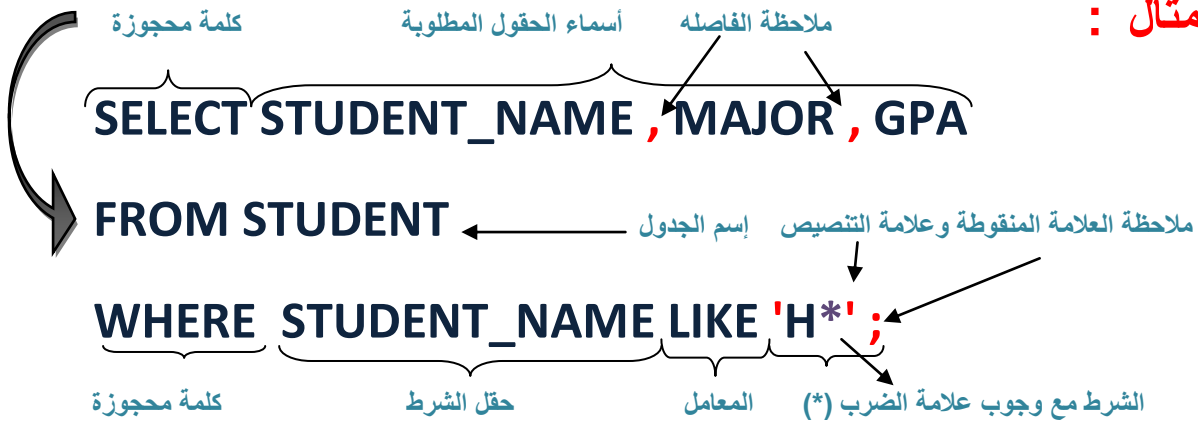 مثال :
كلمة محجوزة أسماء الحقول المطلوبة ملاحظة الفاصله
SELECT STUDENT_NAME , MAJOR , GPA
FROM STUDENT إسم الجدول ملاحظة العلامة المنقوطة وعلامة التنصيص
WHERE STUDENT_NAME LIKE 'H*' ;
كلمة محجوزة حقل الشرط المعامل الشرط مع وجوب علامة الضرب (*)